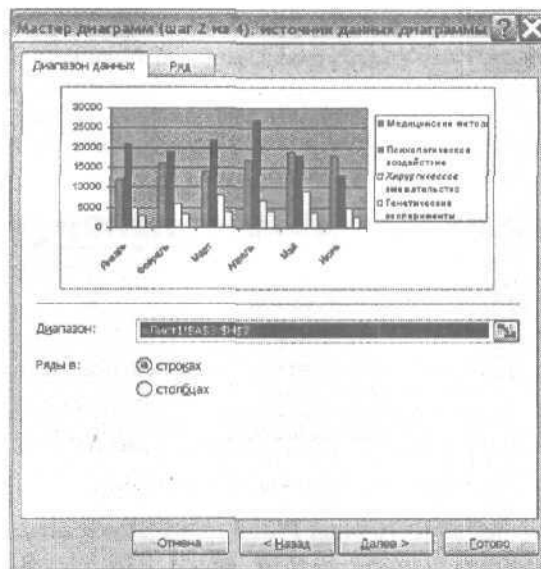 Мастер диаграмм (шаг 2 из 4): источник данных диаграммы
Диапазон данных
Ряд
30000
25000
20000
15000
10000
5000
0
Январь
Февраль
Март
Апрель
Май
Июнь
Медицинские метода
Психологическое
воздействие
Хирургическое
вмешательство
Генетические
эксперименты
Диапазон:
Ряды в:
строках
столбцах
Отмена
< Назад
Далее >
Готово